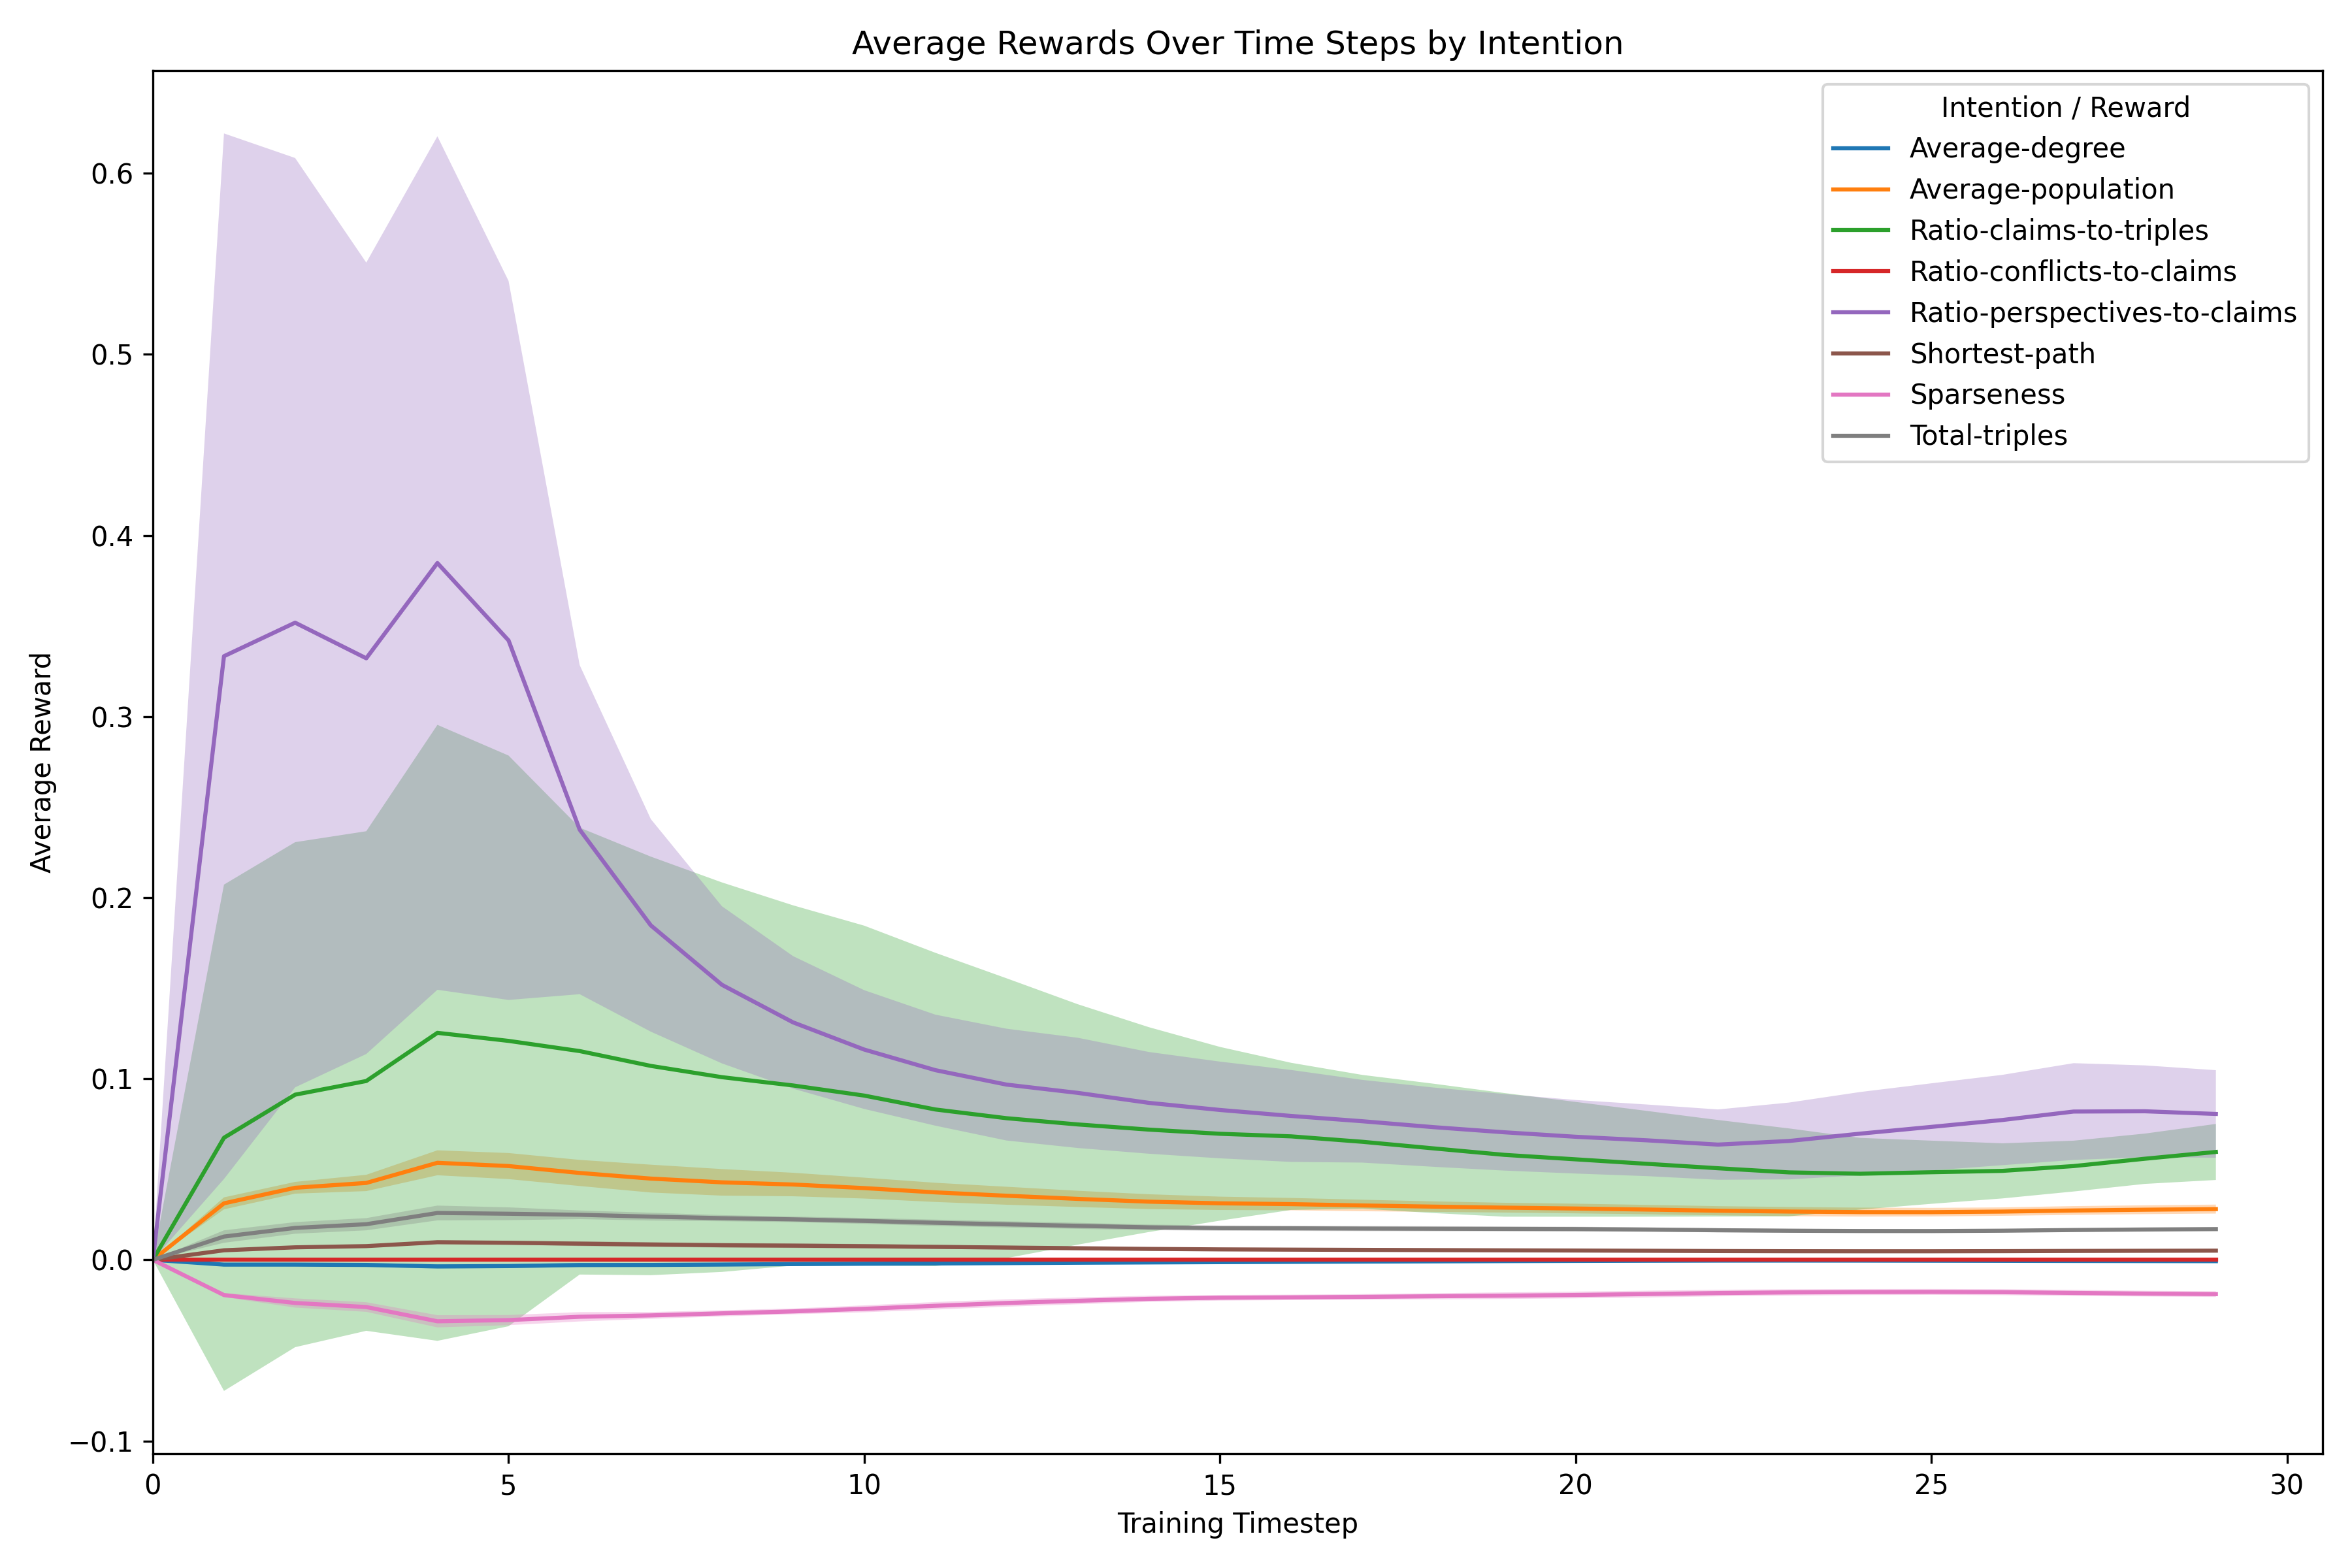 Average Rewards Over Time Steps by Intention
Intention / Reward
Average-degree
Average-population
Ratio-claims-to-triples
Ratio-conflicts-to-claims
Ratio-perspectives-to-claims
Shortest-path
Sparseness
Total-triples
Average Reward
0.6
0.5
0.4
0.3
0.2
0.1
0.0
−0.1
0 5 10 15 20 25 30
Training Timestep